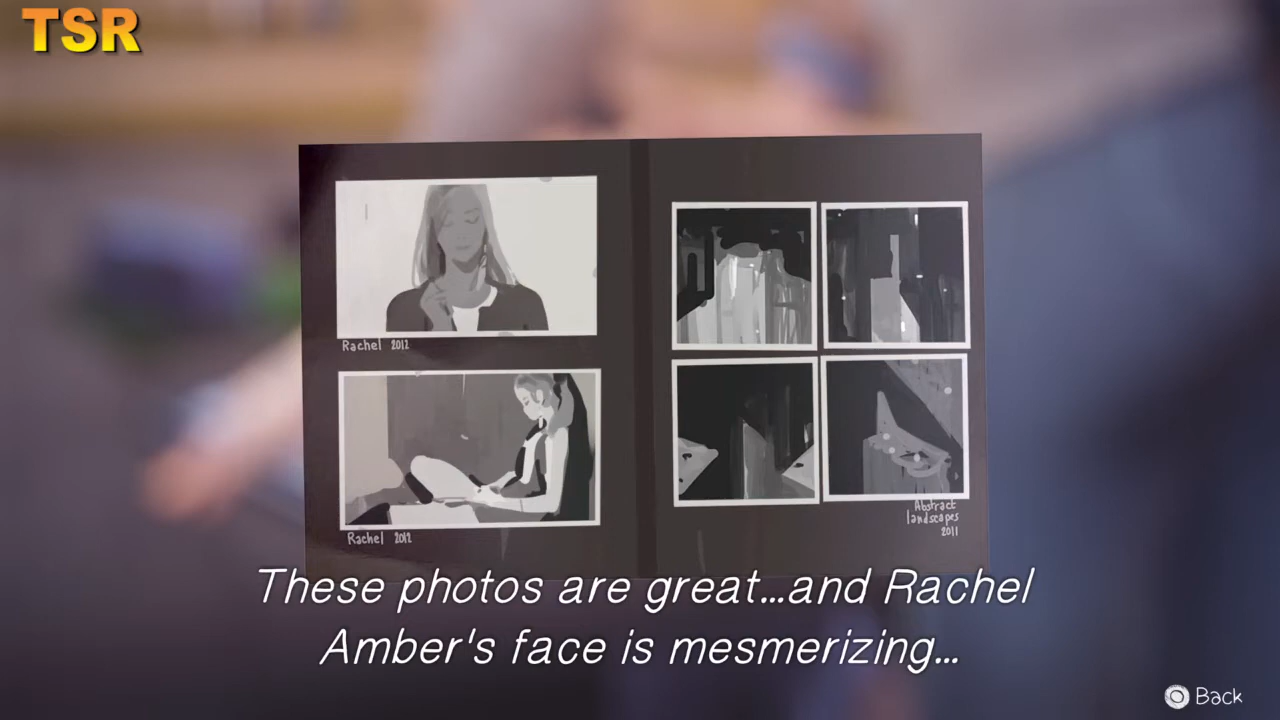 TSR
Rachel 2012
Rachel 2012
Abstract
landscapes
2011
These photos are great...and Rachel
Amber's face is mesmerizing...
Back